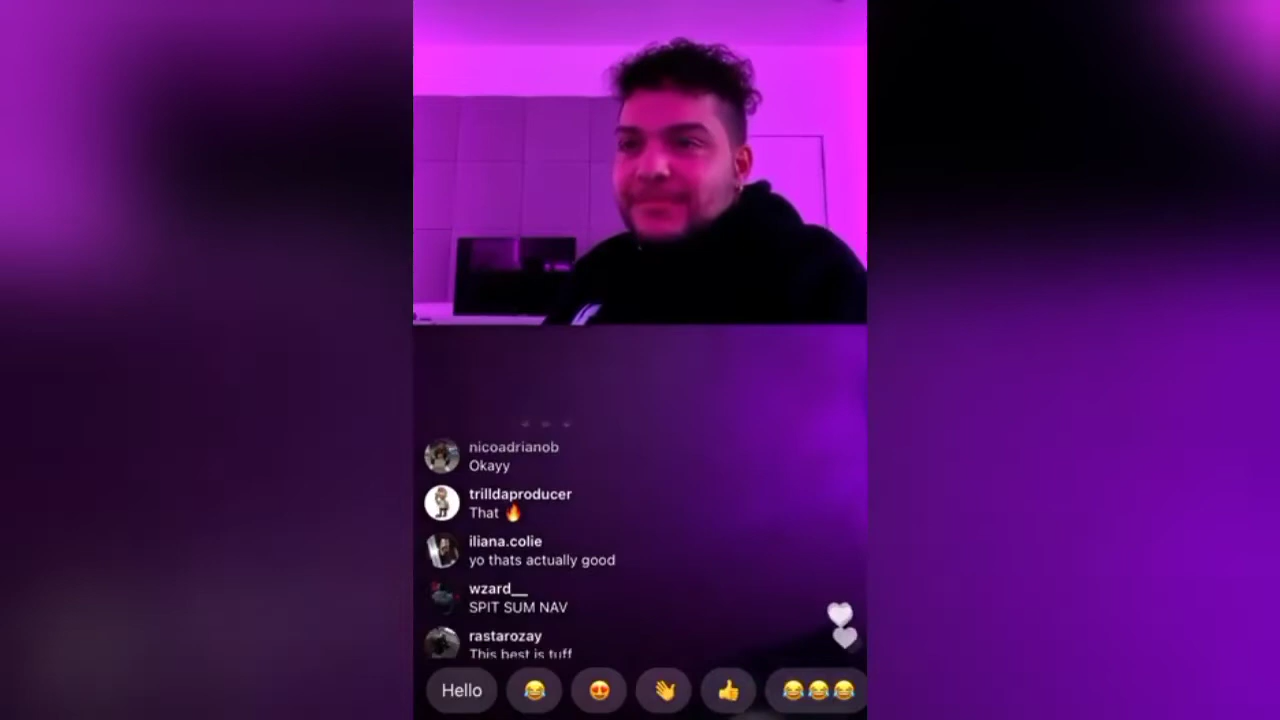 nicoadrianob
Okayy
trilldaproducer
That 🔥
iliana.colie
yo thats actually good
wzard__
SPIT SUM NAV
rastarozay
This best is tuff
Hello 😂 😍 👋 👍 😂😂😂